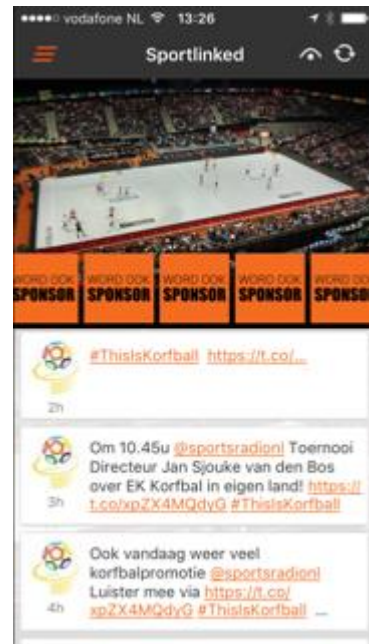 vodafone NL 13:26
Sportlinked
WORD OOK WORD OOK WORD OOK WORD OOK WORD OOK
SPONSOR SPONSOR SPONSOR SPONSOR SPONSO
#ThisIsKorfball https://t.co/...
2h
Om 10.45u @sportsradionl Toernooi
Directeur Jan Sjouke van den Bos
over EK Korfbal in eigen land! https://
t.co/xpZX4MQdyG #ThisIsKorfball
3h
Ook vandaag weer veel
korfbalpromotie @sportsradionl
Luister mee via https://t.co/
xpZX4MQdyG #ThisIsKorfball ...
4h